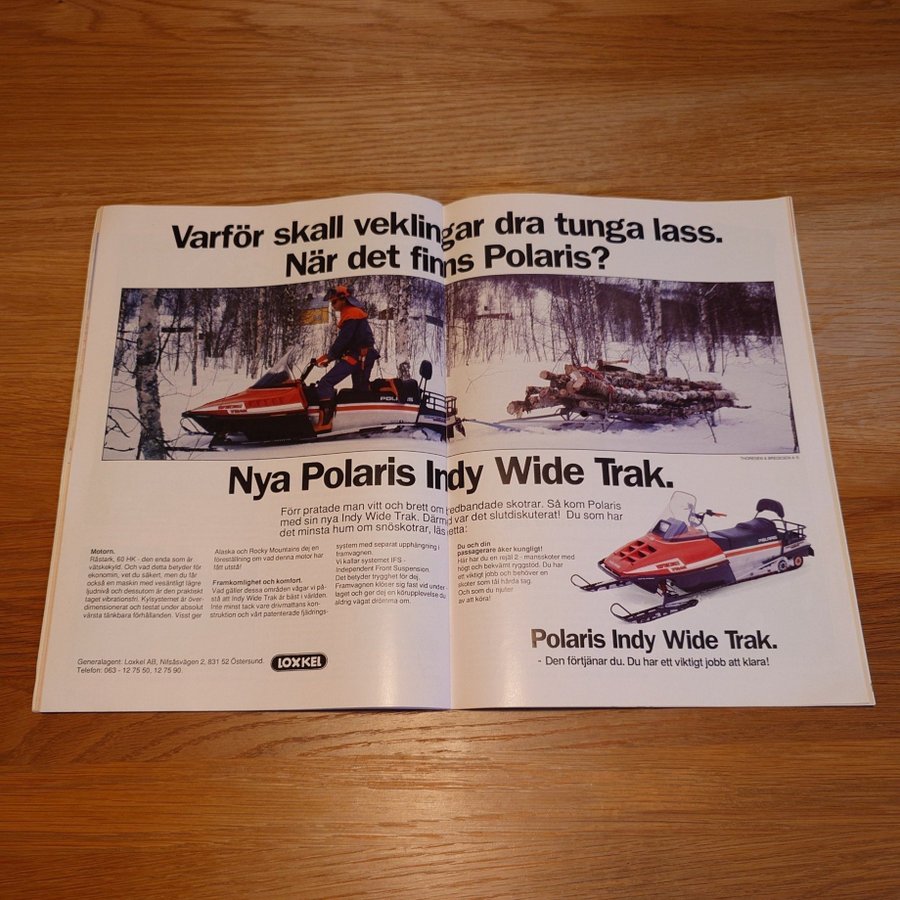 Varför skall veklingar dra tunga lass.
När det finns Polaris?
POLARIS
THORESEN & BREDESEN A-S
Nya Polaris Indy Wide Trak.
Förr pratade man vitt och brett om bredbandade skotrar. Så kom Polaris
med sin nya Indy Wide Trak. Därmed var det slutdiskuterat! Du som har
det minsta hum om snöskotrar, läs detta:
Motorn.
Råstark, 60 HK - den enda som är
vätskekyld. Och vad detta betyder för
ekonomin, vet du säkert, men du får
också en maskin med vesäntligt lägre
ljudnivå och dessutom är den praktiskt
taget vibrationsfri. Kylsystemet är över-
dimensionerat och testat under absolut
värsta tänkbara förhållanden. Visst ger
Alaska och Rocky Mountains dej en
föreställning om vad denna motor har
fått utstå!
Framkomlighet och komfort.
Vad gäller dessa områden vågar vi på-
stå att Indy Wide Trak är bäst i världen.
Inte minst tack vare drivmattans kon-
struktion och vårt patenterade fjädrings-
system med separat upphängning i
framvagnen.
Vi kallar systemet IFS -
Independent Front Suspension.
Det betyder trygghet för dej.
Framvagnen klöser sig fast vid under-
laget och ger dej en körupplevelse du
aldrig vågat drömma om.
Du och din
passagerare åker kungligt!
Här har du en rejäl 2 - mansskoter med
högt och bekvämt ryggstöd. Du har
ett viktigt jobb och behöver en
skoter som tål hårda tag.
Och som du njuter
av att köra!
POLARIS
Polaris Indy Wide Trak.
- Den förtjänar du. Du har ett viktigt jobb att klara!
Generalagent: Loxkel AB, Nifsåsvägen 2, 831 52 Östersund.
Telefon: 063 - 12 75 50, 12 75 90.
LOXKEL